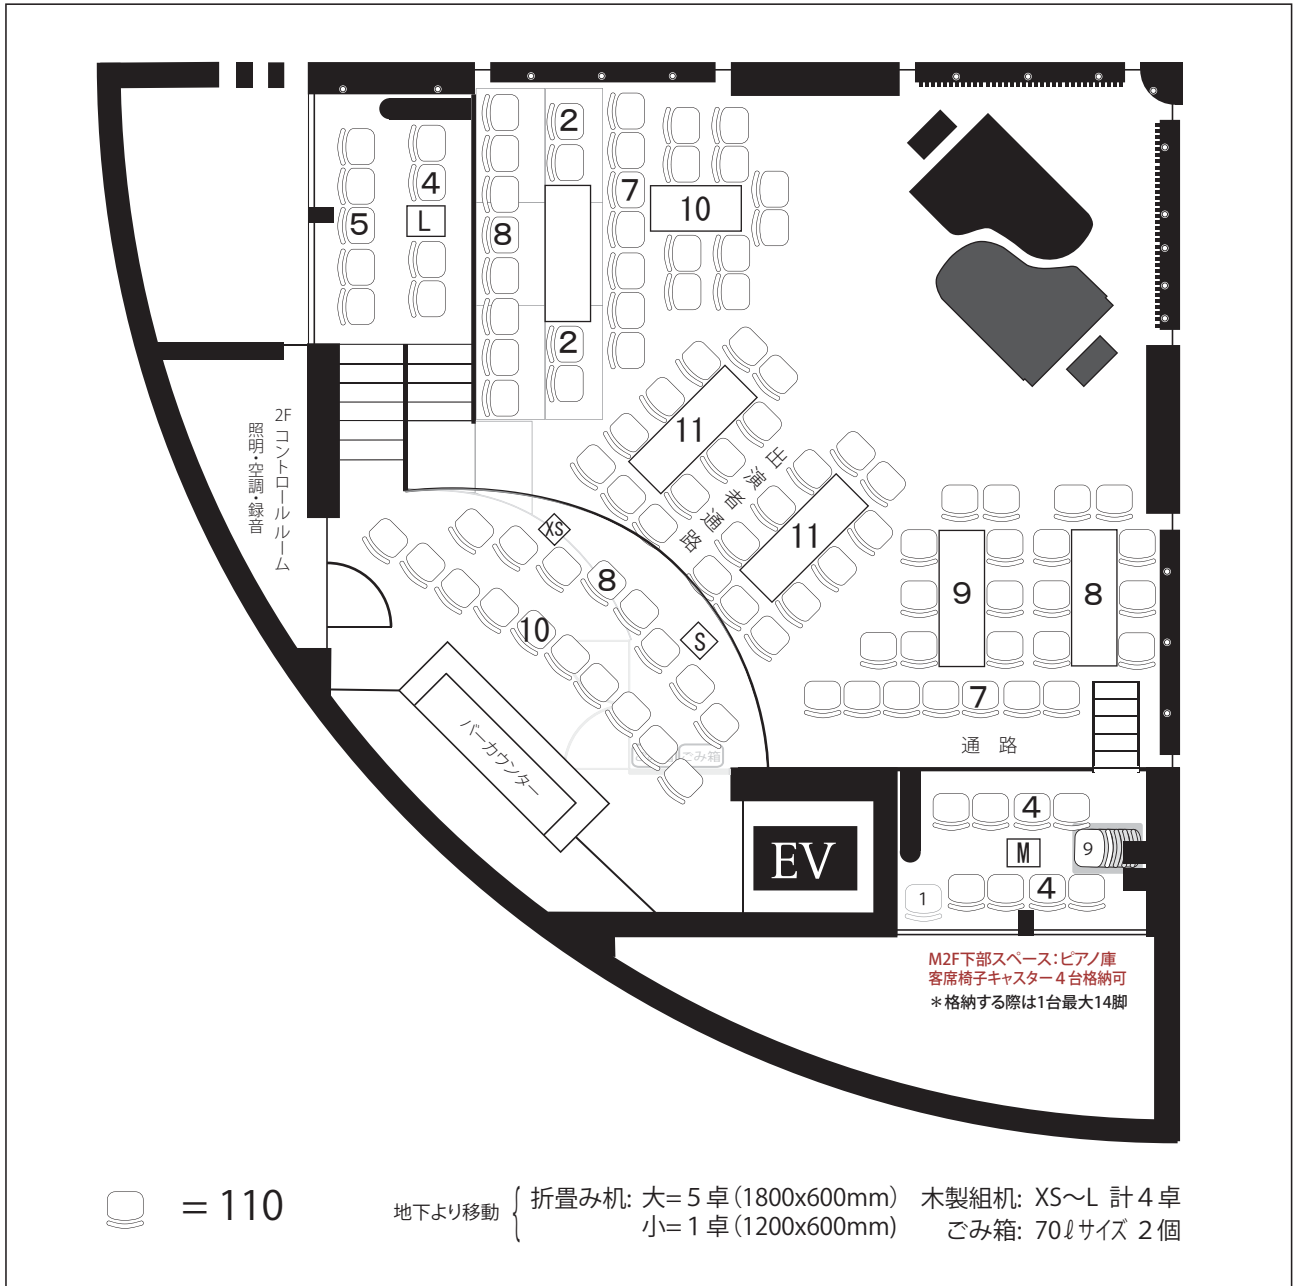 2
4
5
L
8
7
10
2
2F コントロールルーム
照明・空調・録音
11
出演者通路
11
XS
8
10
S
9
8
7
通 路
バーカウンター
ごみ箱
EV
4
M
9
4
1
M2F下部スペース:ピアノ庫
客席椅子キャスター4台格納可
＊格納する際は1台最大14脚
= 110
地下より移動
折畳み机: 大=5卓(1800x600mm)
小=1卓(1200x600mm)
木製組机: XS〜L 計4卓
ごみ箱: 70ℓサイズ 2個